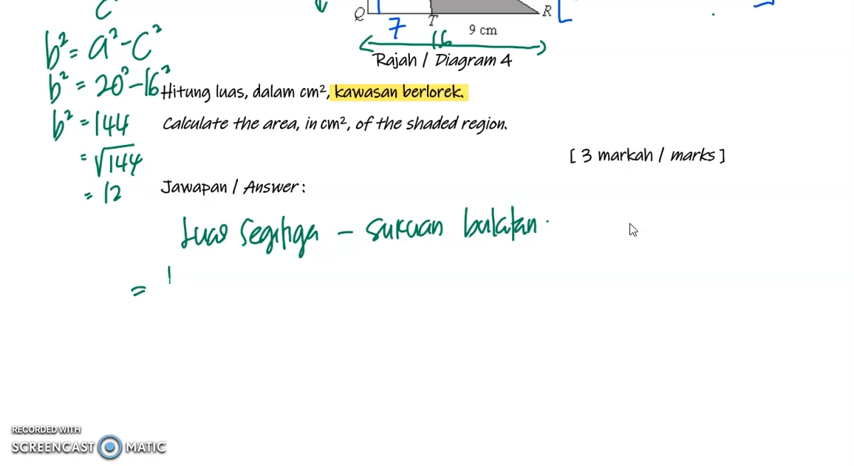 c²
b² = a² - c²
b² = 20² - 16²
b² = 144
= √144
= 12
Q T R
7
9 cm
16
Rajah / Diagram 4
Hitung luas, dalam cm², kawasan berlorek.
Calculate the area, in cm², of the shaded region.
[ 3 markah / marks ]
Jawapan / Answer :
Luas segitiga - sukuan bulatan.
=
RECORDED WITH
SCREENCAST MATIC